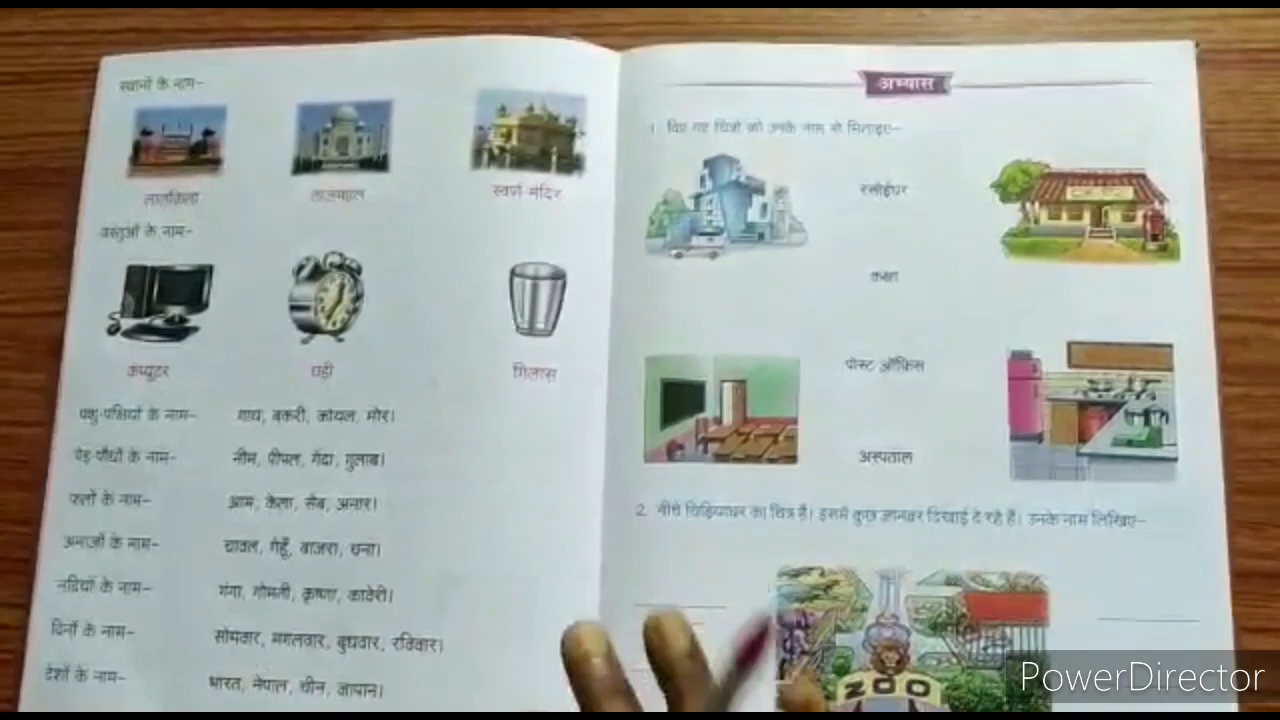 स्थानों के नाम–
लालकिला ताजमहल स्वर्ण मंदिर
वस्तुओं के नाम–
कंप्यूटर घड़ी गिलास
पशु-पक्षियों के नाम– गाय, बकरी, कोयल, मोर।
पेड़-पौधों के नाम– नीम, पीपल, गेंदा, गुलाब।
फलों के नाम– आम, केला, सेब, अनार।
अनाजों के नाम– चावल, गेहूँ, बाजरा, चना।
नदियों के नाम– गंगा, गोमती, कृष्णा, कावेरी।
दिनों के नाम– सोमवार, मंगलवार, बुधवार, रविवार।
देशों के नाम– भारत, नेपाल, चीन, जापान।
अभ्यास
1. दिए गए चित्रों को उनके नाम से मिलाइए–
रसोईघर
कक्षा
पोस्ट ऑफ़िस
अस्पताल
2. नीचे चिड़ियाघर का चित्र है। इसमें कुछ जानवर दिखाई दे रहे हैं। उनके नाम लिखिए–
ZOO
PowerDirector